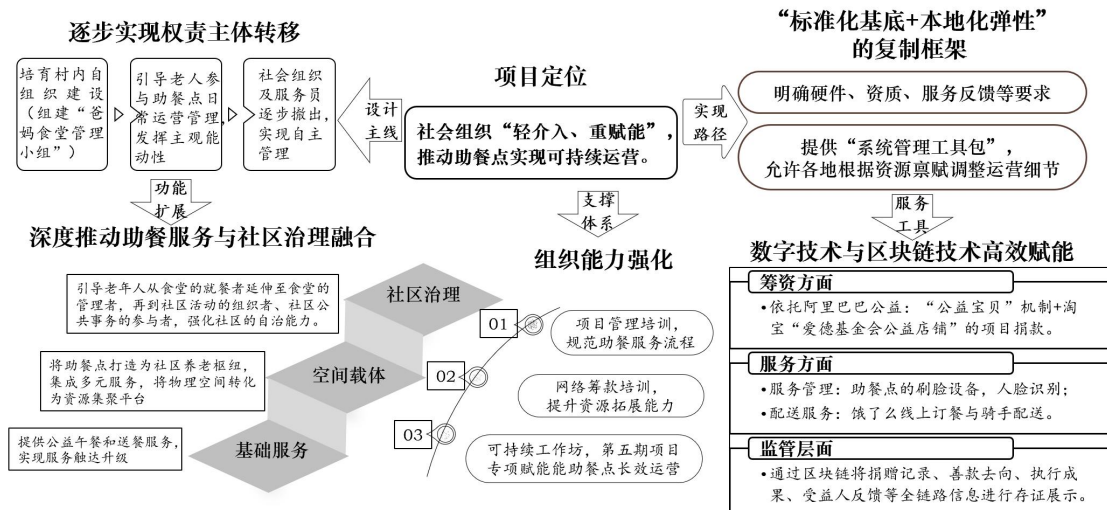 逐步实现权责主体转移
培育村内自
组织建设
（组建“爸
妈食堂管理
小组”）
引导老人参
与助餐点日
常运营管理，
发挥主观能
动性
社会组织
及服务员
逐步撤出，
实现自主
管理
设计
主线
项目定位
社会组织“轻介入、重赋能”，
推动助餐点实现可持续运营。
实现
路径
“标准化基底+本地化弹性”
的复制框架
明确硬件、资质、服务反馈等要求
提供“系统管理工具包”，
允许各地根据资源禀赋调整运营细节
功能
扩展
支撑
体系
服务
工具
深度推动助餐服务与社区治理融合
引导老年人从食堂的就餐者延伸至食堂的
管理者，再到社区活动的组织者、社区公
共事务的参与者，强化社区的自治能力。
社区治理
将助餐点打造为社区养老枢纽，
集成多元服务，将物理空间转化
为资源集聚平台
空间载体
提供公益午餐和送餐服务，
实现服务触达升级
基础服务
组织能力强化
01
项目管理培训，
规范助餐服务流程
02
网络筹款培训，
提升资源拓展能力
03
可持续工作坊，第五期项目
专项赋能能助餐点长效运营
数字技术与区块链技术高效赋能
筹资方面
•依托阿里巴巴公益：“公益宝贝”机制+淘
宝“爱德基金会公益店铺”的项目捐款。
服务方面
•服务管理：助餐点的刷脸设备，人脸识别；
•配送服务：饿了么线上订餐与骑手配送。
监管层面
•通过区块链将捐赠记录、善款去向、执行成
果、受益人反馈等全链路信息进行存证展示。